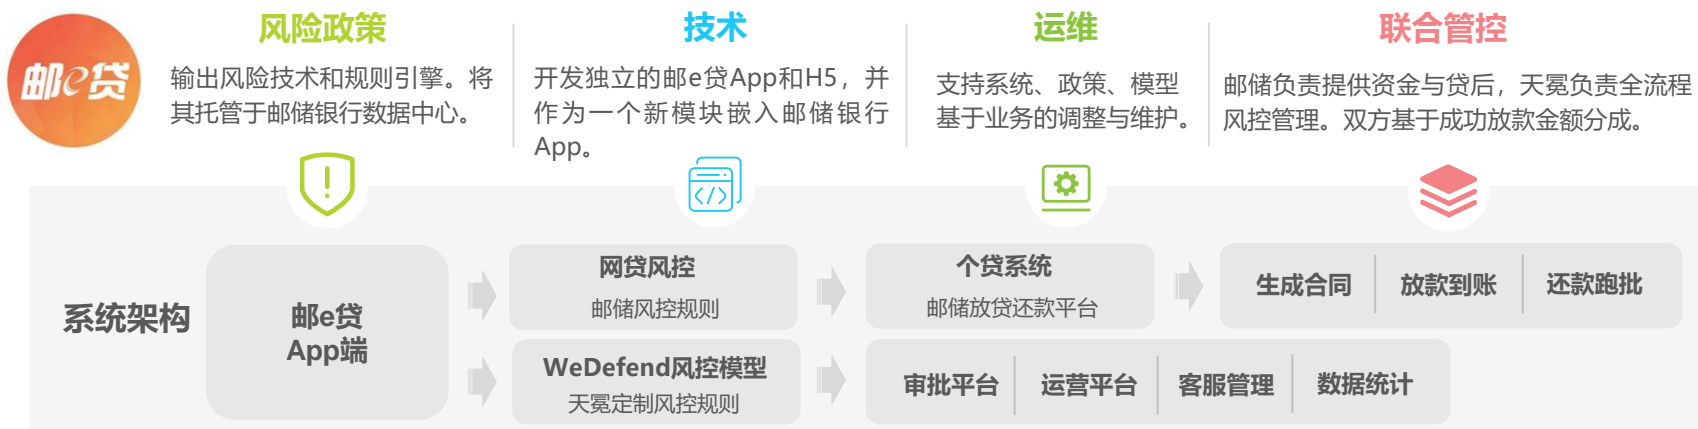 邮e贷
风险政策
输出风险技术和规则引擎。将
其托管于邮储银行数据中心。
技术
开发独立的邮e贷App和H5，并
作为一个新模块嵌入邮储银行
App。
运维
支持系统、政策、模型
基于业务的调整与维护。
联合管控
邮储负责提供资金与贷后，天冕负责全流程
风控管理。双方基于成功放款金额分成。
系统架构
邮e贷
App端
网贷风控
邮储风控规则
个贷系统
邮储放贷还款平台
生成合同
放款到账
还款跑批
WeDefend风控模型
天冕定制风控规则
审批平台
运营平台
客服管理
数据统计